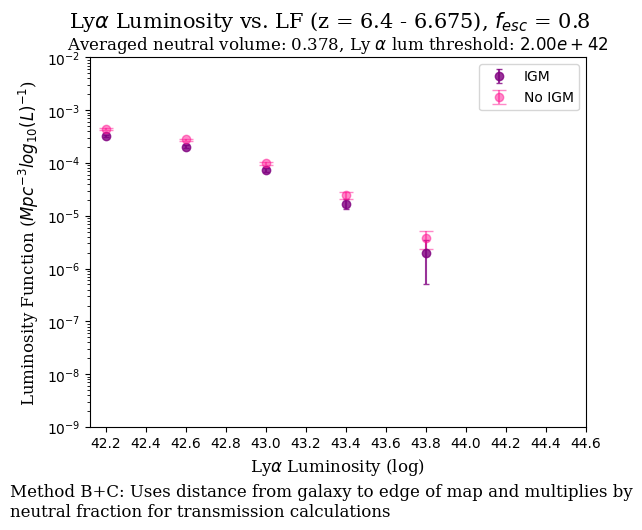 Lyα Luminosity vs. LF (z = 6.4 - 6.675), f_esc = 0.8
Averaged neutral volume: 0.378, Ly α lum threshold: 2.00e + 42
IGM
No IGM
10^−2
10^−3
10^−4
10^−5
10^−6
10^−7
10^−8
10^−9
Luminosity Function (Mpc^−3 log_10(L)^−1)
42.2 42.4 42.6 42.8 43.0 43.2 43.4 43.6 43.8 44.0 44.2 44.4 44.6
Lyα Luminosity (log)
Method B+C: Uses distance from galaxy to edge of map and multiplies by
neutral fraction for transmission calculations